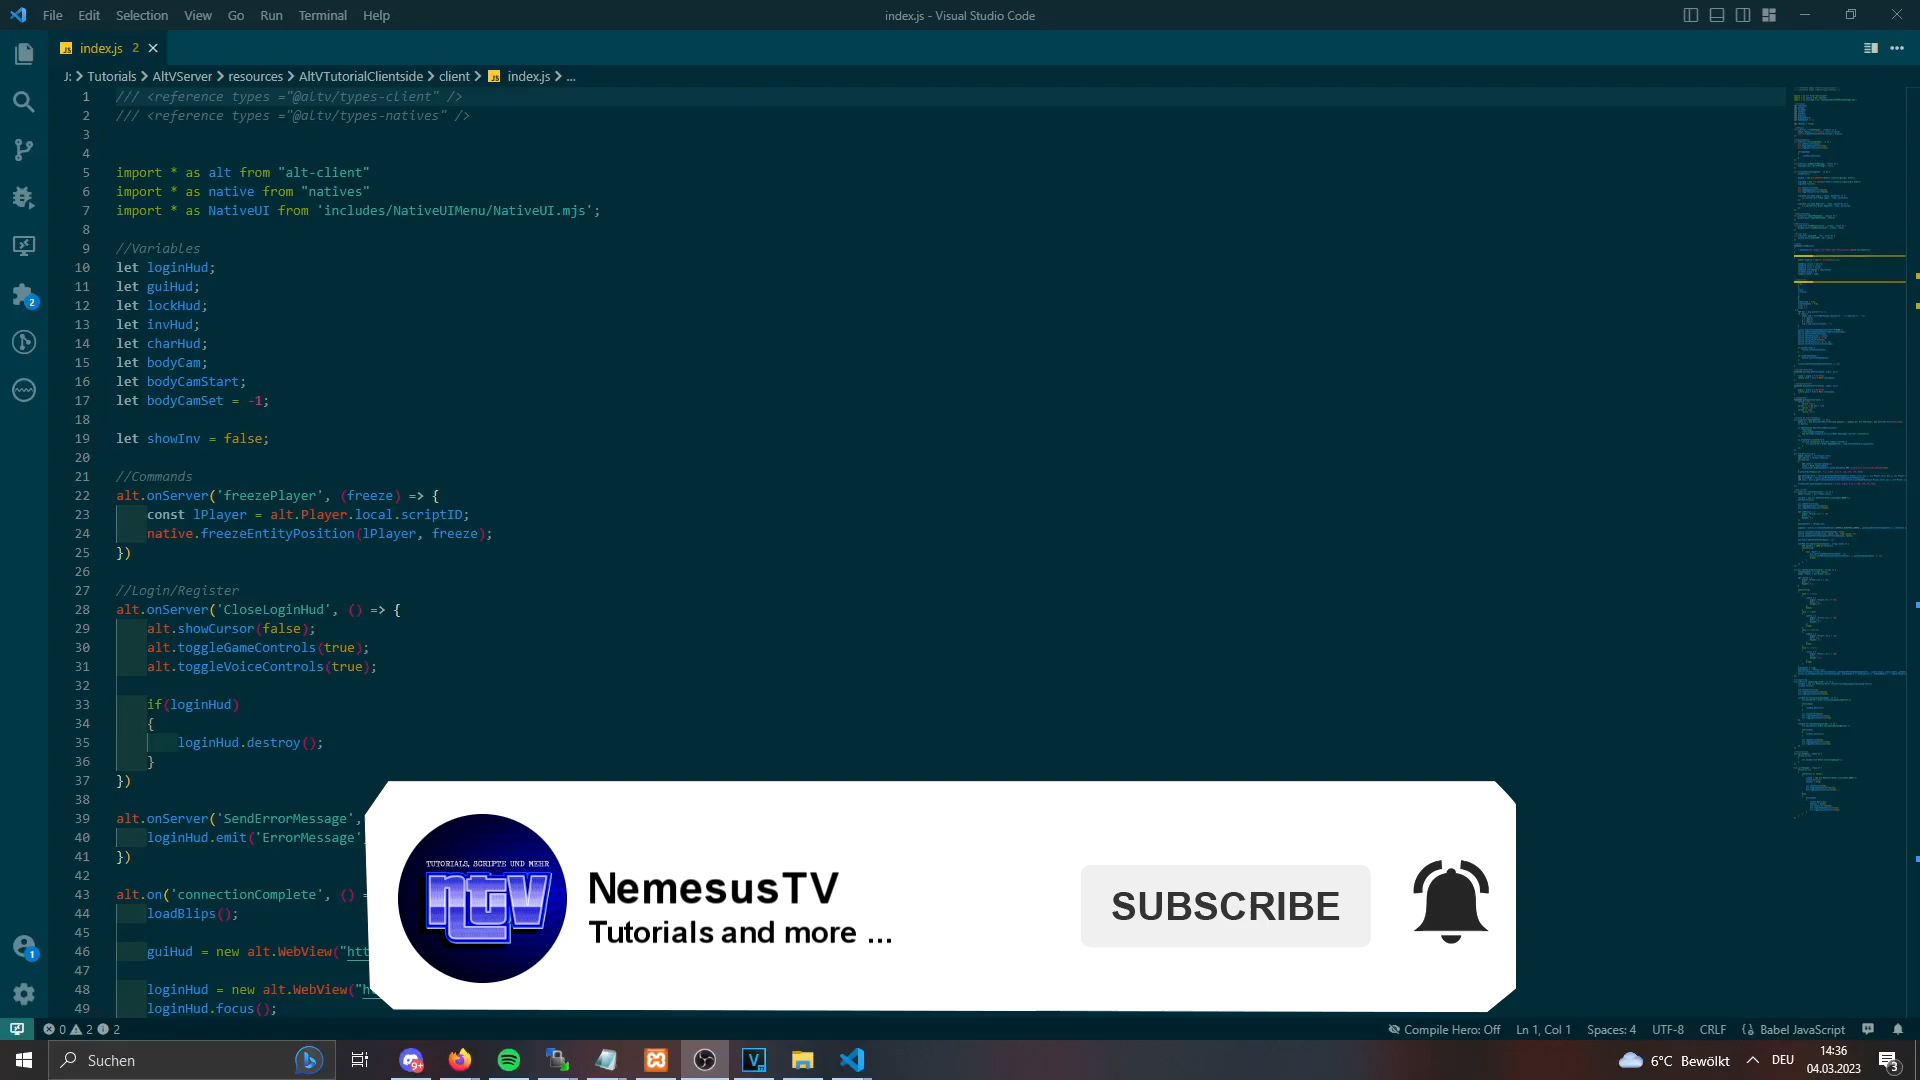 File Edit Selection View Go Run Terminal Help
index.js - Visual Studio Code
JS index.js 2
J: > Tutorials > AltVServer > resources > AltVTutorialClientside > client > JS index.js > ...
1 /// <reference types ="@altv/types-client" />
2 /// <reference types ="@altv/types-natives" />
3
4
5 import * as alt from "alt-client"
6 import * as native from "natives"
7 import * as NativeUI from 'includes/NativeUIMenu/NativeUI.mjs';
8
9 //Variables
10 let loginHud;
11 let guiHud;
12 let lockHud;
13 let invHud;
14 let charHud;
15 let bodyCam;
16 let bodyCamStart;
17 let bodyCamSet = -1;
18
19 let showInv = false;
20
21 //Commands
22 alt.onServer('freezePlayer', (freeze) => {
23 const lPlayer = alt.Player.local.scriptID;
24 native.freezeEntityPosition(lPlayer, freeze);
25 })
26
27 //Login/Register
28 alt.onServer('CloseLoginHud', () => {
29 alt.showCursor(false);
30 alt.toggleGameControls(true);
31 alt.toggleVoiceControls(true);
32
33 if(loginHud)
34 {
35 loginHud.destroy();
36 }
37 })
38
39 alt.onServer('SendErrorMessage',
40 loginHud.emit('ErrorMessage'
41 })
42
43 alt.on('connectionComplete', () =
44 loadBlips();
45
46 guiHud = new alt.WebView("htt
47
48 loginHud = new alt.WebView("h
49 loginHud.focus();
TUTORIALS, SCRIPTE UND MEHR
ntv
NemesusTV
Tutorials and more ...
SUBSCRIBE
2
1
0 2 2
Compile Hero: Off Ln 1, Col 1 Spaces: 4 UTF-8 CRLF {} Babel JavaScript
Suchen
9+
V
6°C Bewölkt
DEU
14:36
04.03.2023
3